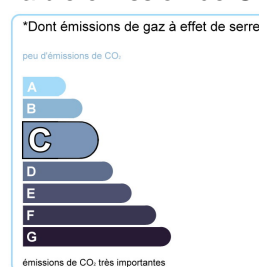 *Dont émissions de gaz à effet de serre
peu d'émissions de CO₂
A
B
C
D
E
F
G
émissions de CO₂ très importantes